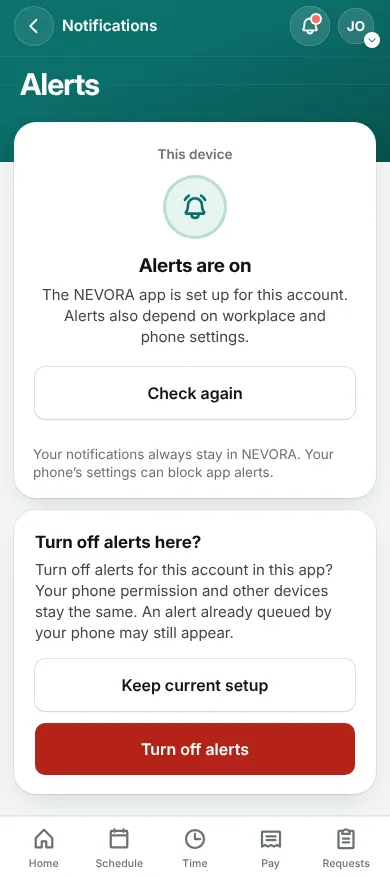 Notifications
JO
Alerts
This device
Alerts are on
The NEVORA app is set up for this account.
Alerts also depend on workplace and
phone settings.
Check again
Your notifications always stay in NEVORA. Your
phone’s settings can block app alerts.
Turn off alerts here?
Turn off alerts for this account in this app?
Your phone permission and other devices
stay the same. An alert already queued by
your phone may still appear.
Keep current setup
Turn off alerts
Home
Schedule
Time
Pay
Requests